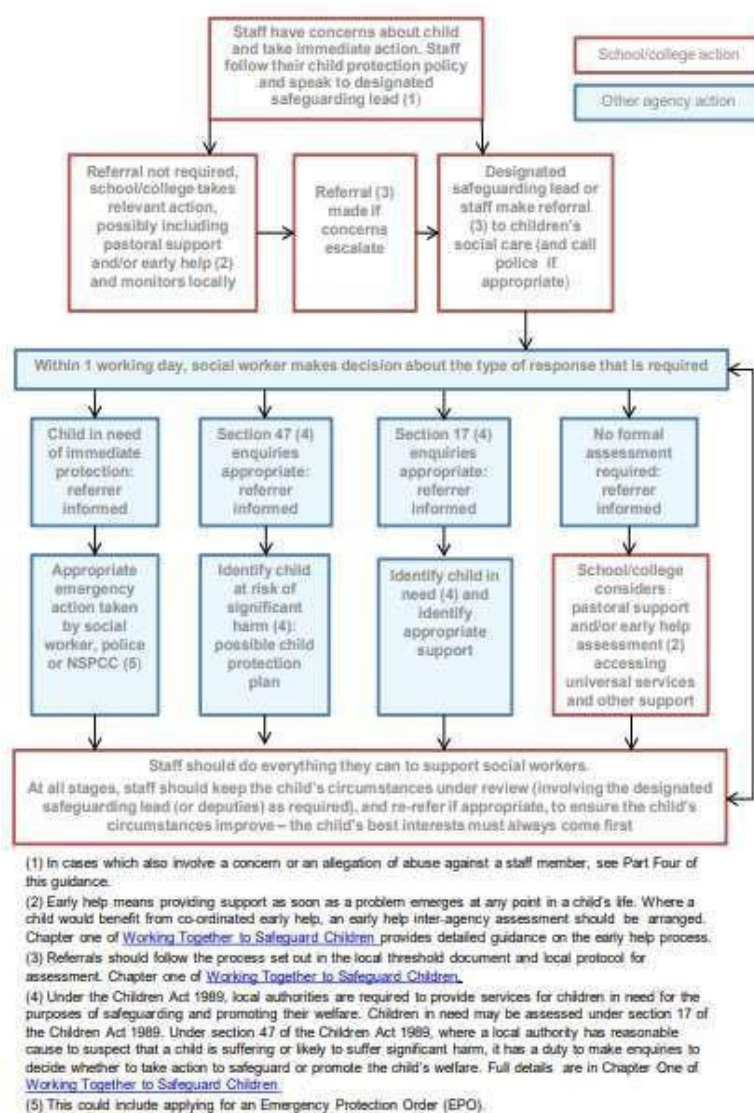 Staff have concerns about child
and take immediate action. Staff
follow their child protection policy
and speak to designated
safeguarding lead (1)
School/college action
Other agency action
Referral not required,
school/college takes
relevant action,
possibly including
pastoral support
and/or early help (2)
and monitors locally
Referral (3)
made if
concerns
escalate
Designated
safeguarding lead or
staff make referral
(3) to children's
social care (and call
police if
appropriate)
Within 1 working day, social worker makes decision about the type of response that is required
Child in need
of immediate
protection:
referrer
informed
Section 47 (4)
enquiries
appropriate:
referrer
informed
Section 17 (4)
enquiries
appropriate:
referrer
informed
No formal
assessment
required:
referrer
informed
Appropriate
emergency
action taken
by social
worker, police
or NSPCC (5)
Identify child
at risk of
significant
harm (4):
possible child
protection
plan
Identify child in
need (4) and
identify
appropriate
support
School/college
considers
pastoral support
and/or early help
assessment (2)
accessing
universal services
and other support
Staff should do everything they can to support social workers.
At all stages, staff should keep the child's circumstances under review (involving the designated
safeguarding lead (or deputies) as required), and re-refer if appropriate, to ensure the child's
circumstances improve – the child's best interests must always come first
(1) In cases which also involve a concern or an allegation of abuse against a staff member, see Part Four of
this guidance.
(2) Early help means providing support as soon as a problem emerges at any point in a child's life. Where a
child would benefit from co-ordinated early help, an early help inter-agency assessment should be arranged.
Chapter one of Working Together to Safeguard Children provides detailed guidance on the early help process.
(3) Referrals should follow the process set out in the local threshold document and local protocol for
assessment. Chapter one of Working Together to Safeguard Children.
(4) Under the Children Act 1989, local authorities are required to provide services for children in need for the
purposes of safeguarding and promoting their welfare. Children in need may be assessed under section 17 of
the Children Act 1989. Under section 47 of the Children Act 1989, where a local authority has reasonable
cause to suspect that a child is suffering or likely to suffer significant harm, it has a duty to make enquiries to
decide whether to take action to safeguard or promote the child's welfare. Full details are in Chapter One of
Working Together to Safeguard Children
(5) This could include applying for an Emergency Protection Order (EPO).